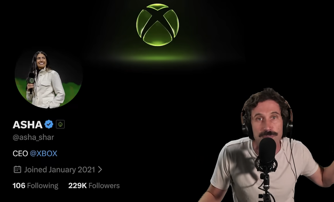 ASHA
@asha_shar
CEO @XBOX
Joined January 2021
106 Following 229K Followers